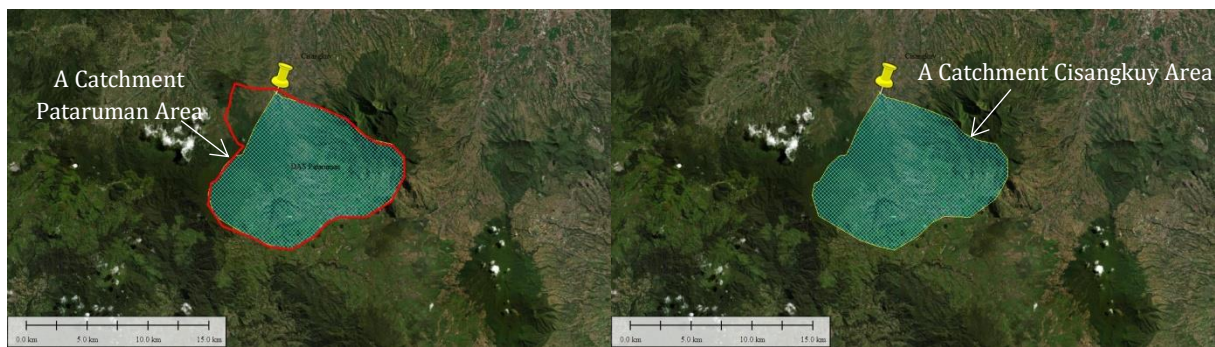 Cisangkuy
A Catchment
Pataruman Area
DAS Pataruman
0.0 km 5.0 km 10.0 km 15.0 km
A Catchment Cisangkuy Area
0.0 km 5.0 km 10.0 km 15.0 km